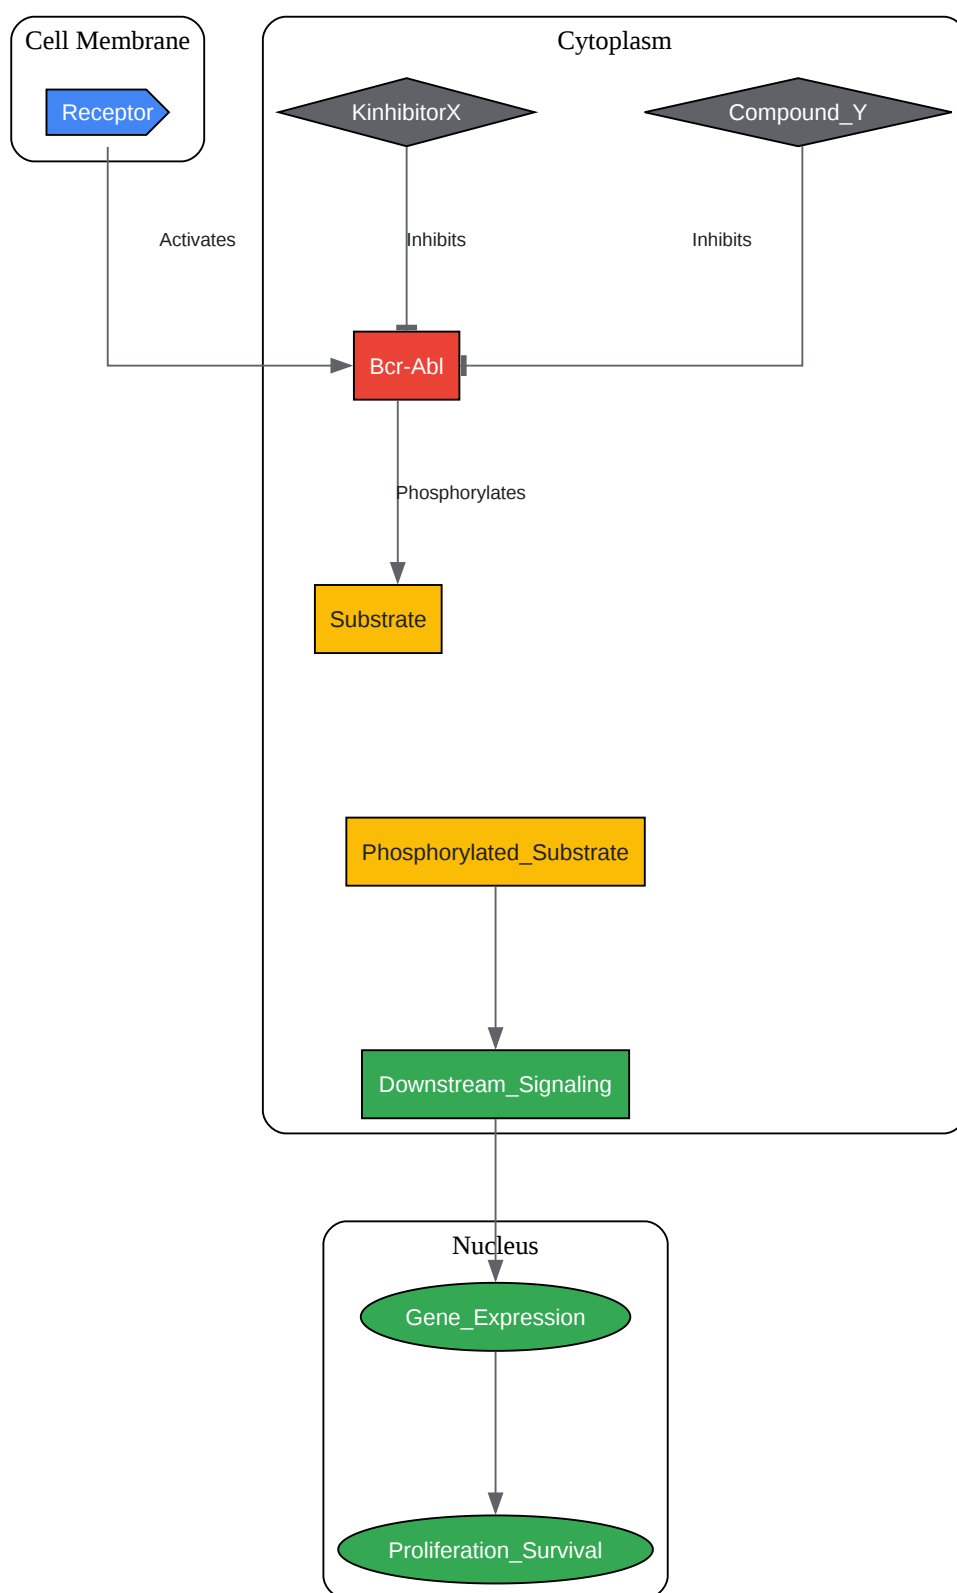 Cell Membrane
Cytoplasm
Receptor
KinhibitorX
Compound_Y
Activates
Inhibits
Inhibits
Bcr-Abl
Phosphorylates
Substrate
Phosphorylated_Substrate
Downstream_Signaling
Nucleus
Gene_Expression
Proliferation_Survival